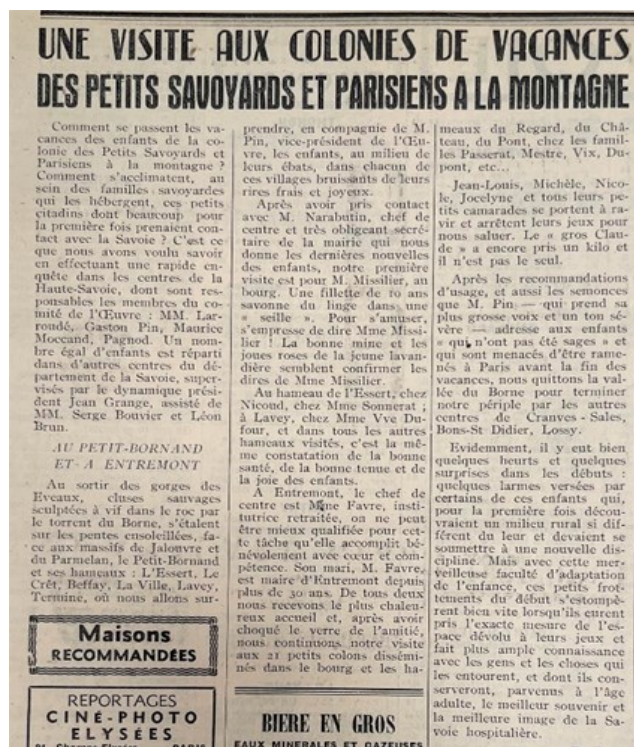 UNE VISITE AUX COLONIES DE VACANCES
DES PETITS SAVOYARDS ET PARISIENS A LA MONTAGNE
Comment se passent les va-
cances des enfants de la co-
lonie des Petits Savoyards et
Parisiens à la montagne ?
Comment s'acclimatent, au
sein des familles savoyardes
qui les hébergent, ces petits
citadins dont beaucoup pour
la première fois prenaient con-
tact avec la Savoie ? C'est ce
que nous avons voulu savoir
en effectuant une rapide en-
quête dans les centres de la
Haute-Savoie, dont sont res-
ponsables les membres du co-
mité de l'Œuvre : MM. Lar-
roudé, Gaston Pin, Maurice
Moccand, Pagnod. Un nom-
bre égal d'enfants est réparti
dans d'autres centres du dé-
partement de la Savoie, super-
visés par le dynamique prési-
dent Jean Grange, assisté de
MM. Serge Bouvier et Léon
Brun.
AU PETIT-BORNAND
ET A ENTREMONT
Au sortir des gorges des
Eveaux, cluses sauvages
sculptées à vif dans le roc par
le torrent du Borne, s'étalent
sur les pentes ensoleillées, fa-
ce aux massifs de Jalouvre et
du Parmelan, le Petit-Bornand
et ses hameaux : L'Essert, Le
Crêt, Beffay, La Ville, Lavey,
Termine, où nous allons sur-
Maisons
RECOMMANDÉES
REPORTAGES
CINÉ-PHOTO
ELYSÉES
prendre, en compagnie de M.
Pin, vice-président de l'Œu-
vre, les enfants, au milieu de
leurs ébats, dans chacun de
ces villages bruissants de leurs
rires frais et joyeux.
Après avoir pris contact
avec M. Narabutin, chef de
centre et très obligeant secré-
taire de la mairie qui nous
donne les dernières nouvelles
des enfants, notre première
visite est pour M. Missilier, au
bourg. Une fillette de 10 ans
savonne du linge dans une
« seille ». Pour s'amuser,
s'empresse de dire Mme Missi-
lier ! La bonne mine et les
joues roses de la jeune lavan-
dière semblent confirmer les
dires de Mme Missilier.
Au hameau de l'Essert, chez
Nicoud, chez Mme Sonnerat ;
à Lavey, chez Mme Vve Du-
four, et dans tous les autres
hameaux visités, c'est la mê-
me constatation de la bonne
santé, de la bonne tenue et de
la joie des enfants.
A Entremont, le chef de
centre est Mme Favre, insti-
tutrice retraitée, on ne peut
être mieux qualifiée pour cet-
te tâche qu'elle accomplit bé-
névolement avec cœur et com-
pétence. Son mari, M. Favre,
est maire d'Entremont depuis
plus de 30 ans. De tous deux
nous recevons le plus chaleu-
reux accueil et, après avoir
choqué le verre de l'amitié,
nous continuons notre visite
aux 21 petits colons dissémi-
nés dans le bourg et les ha-
BIERE EN GROS
EAUX MINERALES ET GAZEUSES
meaux du Regard, du Châ-
teau, du Pont, chez les famil-
les Passerat, Mestre, Vix, Du-
pont, etc...
Jean-Louis, Michèle, Nico-
le, Jocelyne et tous leurs pe-
tits camarades se portent à ra-
vir et arrêtent leurs jeux pour
nous saluer. Le « gros Clau-
de » a encore pris un kilo et
il n'est pas le seul.
Après les recommandations
d'usage, et aussi les semonces
que M. Pin — qui prend sa
plus grosse voix et un ton sé-
vère — adresse aux enfants
« qui n'ont pas été sages » et
qui sont menacés d'être rame-
nés à Paris avant la fin des
vacances, nous quittons la val-
lée du Borne pour terminer
notre périple par les autres
centres de Cranves - Sales,
Bons-St Didier, Lossy.
Evidemment, il y eut bien
quelques heurts et quelques
surprises dans les débuts :
quelques larmes versées par
certains de ces enfants qui,
pour la première fois décou-
vraient un milieu rural si dif-
férent du leur et devaient se
soumettre à une nouvelle dis-
cipline. Mais avec cette mer-
veilleuse faculté d'adaptation
de l'enfance, ces petits frot-
tements du début s'estompè-
rent bien vite lorsqu'ils eurent
pris l'exacte mesure de l'es-
pace dévolu à leurs jeux et
fait plus ample connaissance
avec les gens et les choses qui
les entourent, et dont ils con-
serveront, parvenus à l'âge
adulte, le meilleur souvenir et
la meilleure image de la Sa-
voie hospitalière.